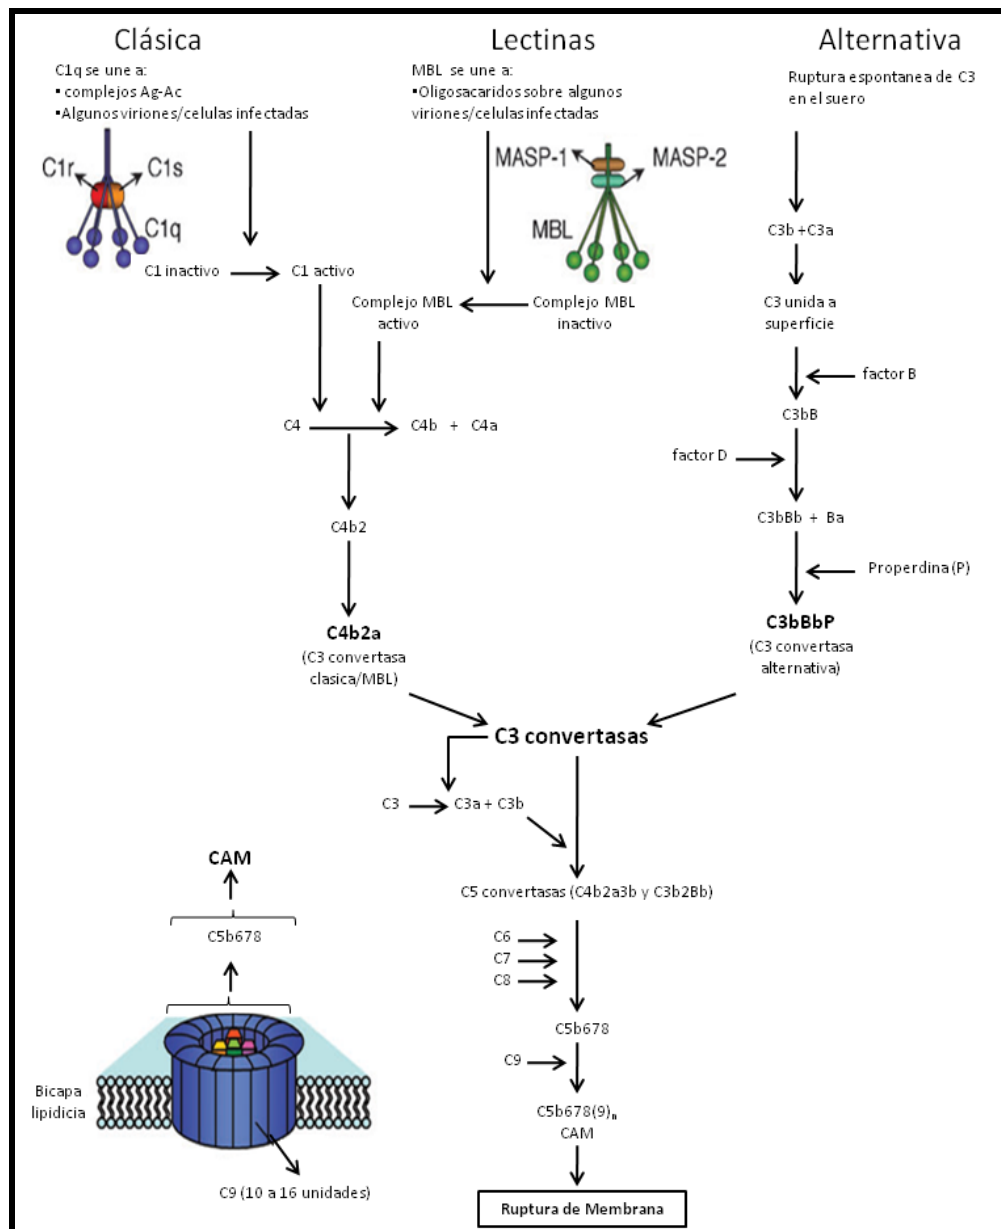 Clásica
Lectinas
Alternativa
C1q se une a:
▪ complejos Ag-Ac
▪Algunos viriones/celulas infectadas
MBL se une a:
▪Oligosacaridos sobre algunos
viriones/celulas infectadas
Ruptura espontanea de C3
en el suero
C1r
C1s
C1q
MASP-1
MASP-2
MBL
C3b +C3a
C1 inactivo
C1 activo
Complejo MBL
activo
Complejo MBL
inactivo
C3 unida a
superficie
factor B
C3bB
C4
C4b + C4a
factor D
C4b2
C3bBb + Ba
Properdina (P)
C4b2a
(C3 convertasa
clasica/MBL)
C3bBbP
(C3 convertasa
alternativa)
C3 convertasas
C3
C3a + C3b
CAM
C5 convertasas (C4b2a3b y C3b2Bb)
C5b678
C6
C7
C8
C5b678
C9
Bicapa
lipidicia
C5b678(9)n
CAM
C9 (10 a 16 unidades)
Ruptura de Membrana